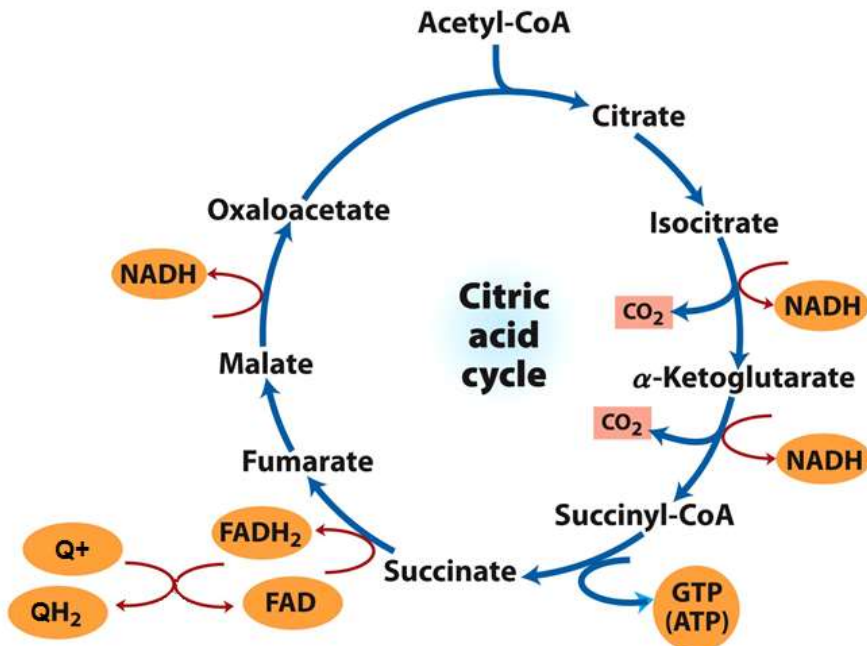 Acetyl-CoA
Citrate
Oxaloacetate
Isocitrate
NADH
Citric
acid
cycle
CO₂
NADH
Malate
α-Ketoglutarate
CO₂
NADH
Fumarate
Succinyl-CoA
FADH₂
Q+
Succinate
FAD
QH₂
GTP
(ATP)